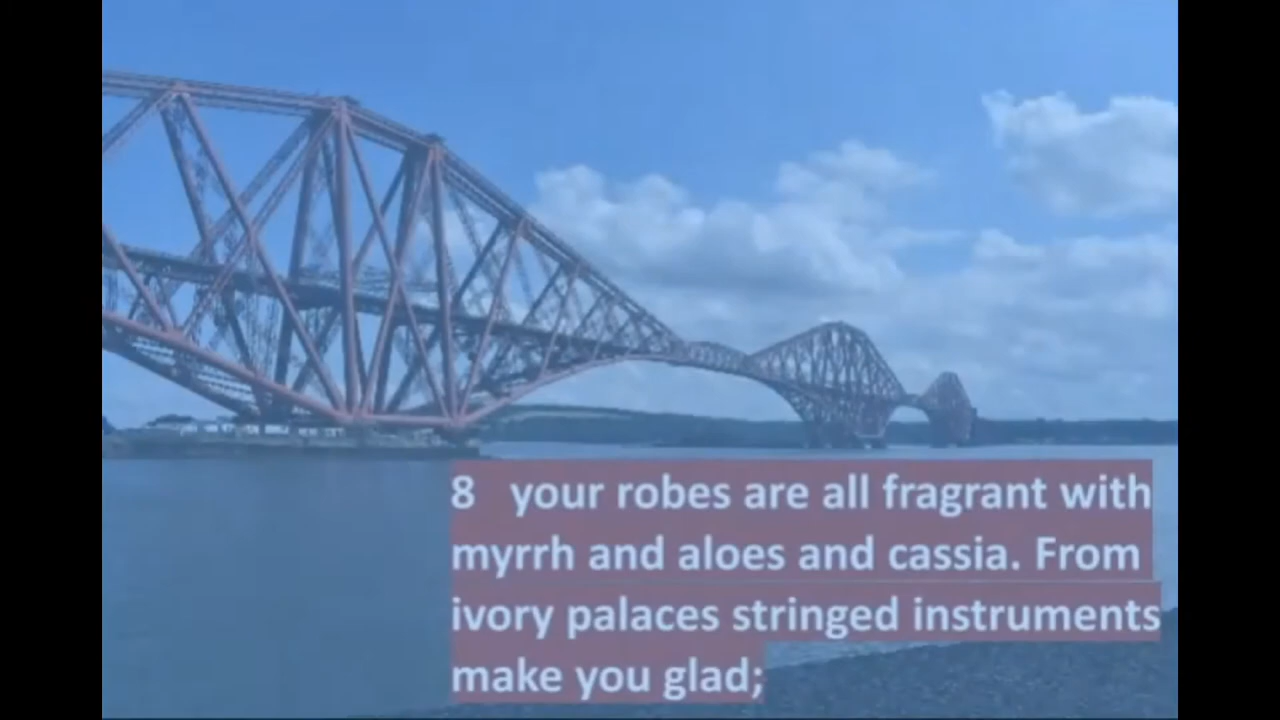 8 your robes are all fragrant with
myrrh and aloes and cassia. From
ivory palaces stringed instruments
make you glad;